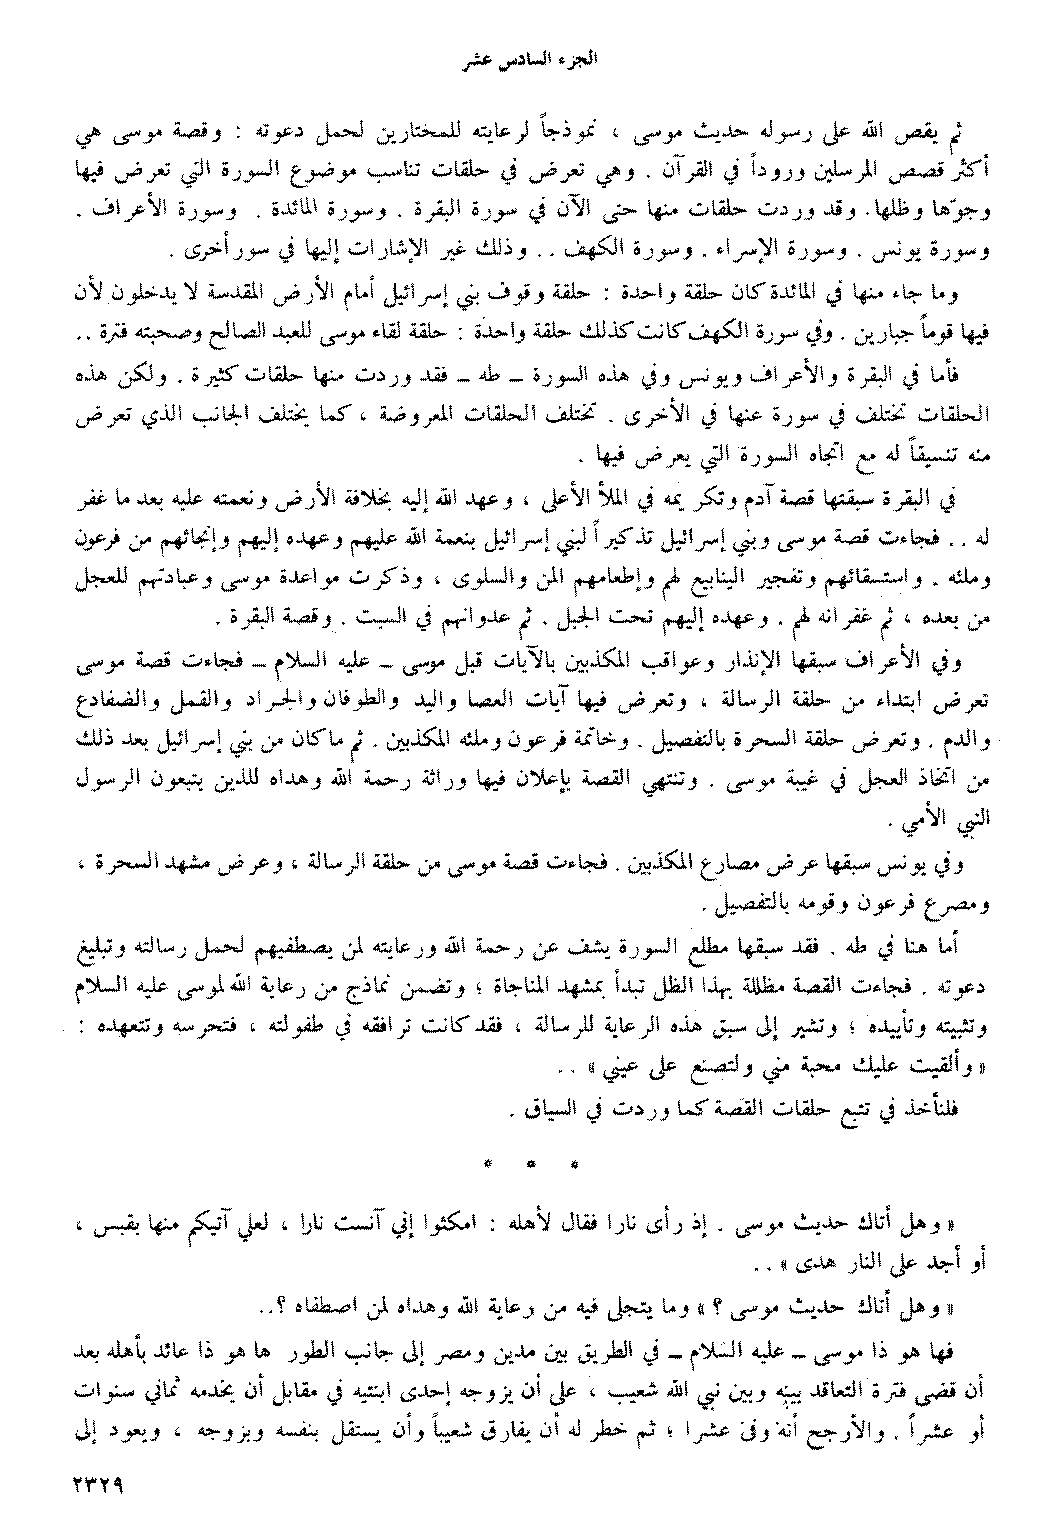 الجزء السادس عشر
ثم يقص الله على رسوله حديث موسى ، نموذجاً لرعايته للمختارين لحمل دعوته : وقصة موسى هي
أكثر قصص المرسلين وروداً في القرآن . وهي تعرض في حلقات تناسب موضوع السورة التي تعرض فيها
وجوّها وظلها. وقد وردت حلقات منها حتى الآن في سورة البقرة . وسورة المائدة . وسورة الأعراف .
وسورة يونس . وسورة الإسراء . وسورة الكهف .. وذلك غير الإشارات إليها في سور أخرى .
وما جاء منها في المائدة كان حلقة واحدة : حلقة وقوف بني إسرائيل أمام الأرض المقدسة لا يدخلون لأن
فيها قوماً جبارين . وفي سورة الكهف كانت كذلك حلقة واحدة : حلقة لقاء موسى للعبد الصالح وصحبته فترة ..
فأما في البقرة والأعراف ويونس وفي هذه السورة – طه – فقد وردت منها حلقات كثيرة . ولكن هذه
الحلقات تختلف في سورة عنها في الأخرى . تختلف الحلقات المعروضة ، كما يختلف الجانب الذي تعرض
منه تنسيقاً له مع اتجاه السورة التي يعرض فيها .
في البقرة سبقتها قصة آدم وتكريمه في الملأ الأعلى ، وعهد الله إليه بخلافة الأرض ونعمته عليه بعد ما غفر
له .. فجاءت قصة موسى وبني إسرائيل تذكيراً لبني إسرائيل بنعمة الله عليهم وعهده إليهم وإنجائهم من فرعون
وملئه . واستسقائهم وتفجير الينابيع لهم وإطعامهم المن والسلوى ، وذكرت مواعدة موسى وعبادتهم للعجل
من بعده ، ثم غفرانه لهم . وعهده إليهم تحت الجبل . ثم عدوانهم في السبت . وقصة البقرة .
وفي الأعراف سبقها الإنذار وعواقب المكذبين بالآيات قبل موسى – عليه السلام – فجاءت قصة موسى
تعرض ابتداء من حلقة الرسالة ، وتعرض فيها آيات العصا واليد والطوفان والجراد والقمل والضفادع
والدم . وتعرض حلقة السحرة بالتفصيل . وخاتمة فرعون وملئه المكذبين . ثم ما كان من بني إسرائيل بعد ذلك
من اتخاذ العجل في غيبة موسى . وتنتهي القصة بإعلان فيها وراثة رحمة الله وهداه للذين يتبعون الرسول
النبي الأمي .
وفي يونس سبقها عرض مصارع المكذبين . فجاءت قصة موسى من حلقة الرسالة ، وعرض مشهد السحرة ،
ومصرع فرعون وقومه بالتفصيل .
أما هنا في طه . فقد سبقها مطلع السورة يشف عن رحمة الله ورعايته لمن يصطفيهم لحمل رسالته وتبليغ
دعوته . فجاءت القصة مظللة بهذا الظل تبدأ بمشهد المناجاة ؛ وتضمن نماذج من رعاية الله لموسى عليه السلام
وتثبيته وتأييده ؛ وتشير إلى سبق هذه الرعاية للرسالة ، فقد كانت ترافقه في طفولته ، فتحرسه وتتعهده :
« وألقيت عليك محبة مني ولتصنع على عيني » ..
فلنأخذ في تتبع حلقات القصة كما وردت في السياق .
* * *
« وهل أتاك حديث موسى . إذ رأى نارا فقال لأهله : امكثوا إني آنست نارا ، لعلي آتيكم منها بقبس ،
أو أجد على النار هدى » ..
« وهل أتاك حديث موسى ؟ » وما يتجلى فيه من رعاية الله وهداه لمن اصطفاه ؟ ..
فها هو ذا موسى – عليه السلام – في الطريق بين مدين ومصر إلى جانب الطور ها هو ذا عائد بأهله بعد
أن قضى فترة التعاقد بينه وبين نبي الله شعيب ، على أن يزوجه إحدى ابنتيه في مقابل أن يخدمه ثماني سنوات
أو عشراً . والأرجح أنه وفى عشرا ؛ ثم خطر له أن يفارق شعيباً وأن يستقل بنفسه وبزوجه ، ويعود إلى
٢٣٢٩